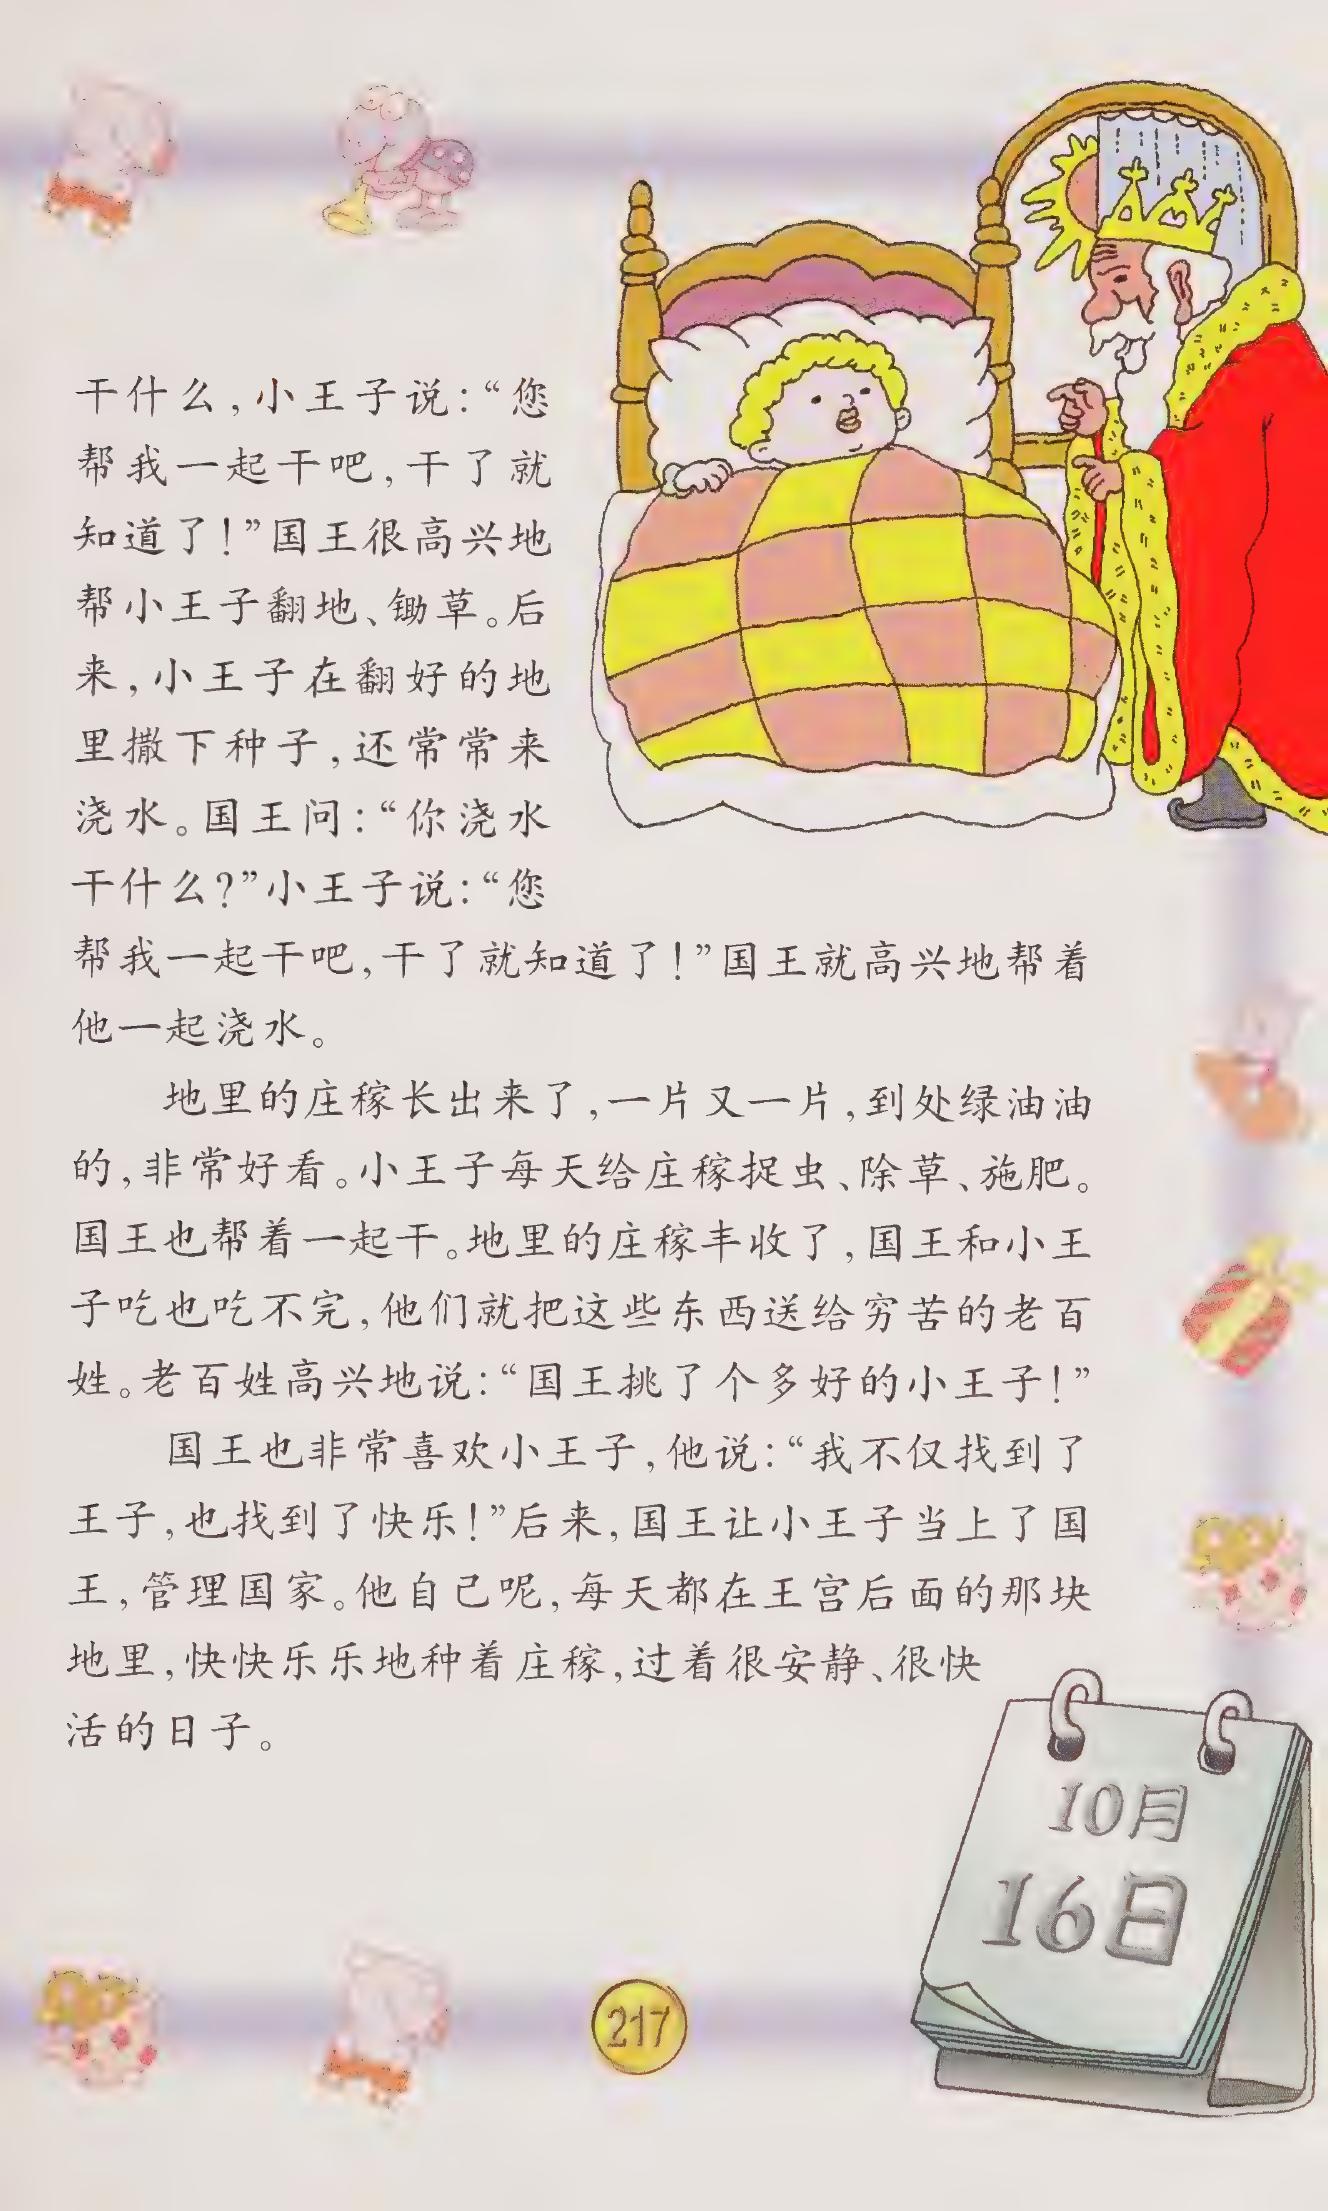 干什么,小王子说:“您
帮我一起干吧,干了就
知道了!”国王很高兴地
帮小王子翻地、锄草。后
来,小王子在翻好的地
里撒下种子,还常常来
浇水。国王问:“你浇水
干什么?”小王子说:“您
帮我一起干吧,干了就知道了!”国王就高兴地帮着
他一起浇水。
地里的庄稼长出来了,一片又一片,到处绿油油
的,非常好看。小王子每天给庄稼捉虫、除草、施肥。
国王也帮着一起干。地里的庄稼丰收了,国王和小王
子吃也吃不完,他们就把这些东西送给穷苦的老百
姓。老百姓高兴地说:“国王挑了个多好的小王子!”
国王也非常喜欢小王子,他说:“我不仅找到了
王子,也找到了快乐!”后来,国王让小王子当上了国
王,管理国家。他自己呢,每天都在王宫后面的那块
地里,快快乐乐地种着庄稼,过着很安静、很快
活的日子。
10月
16日
217